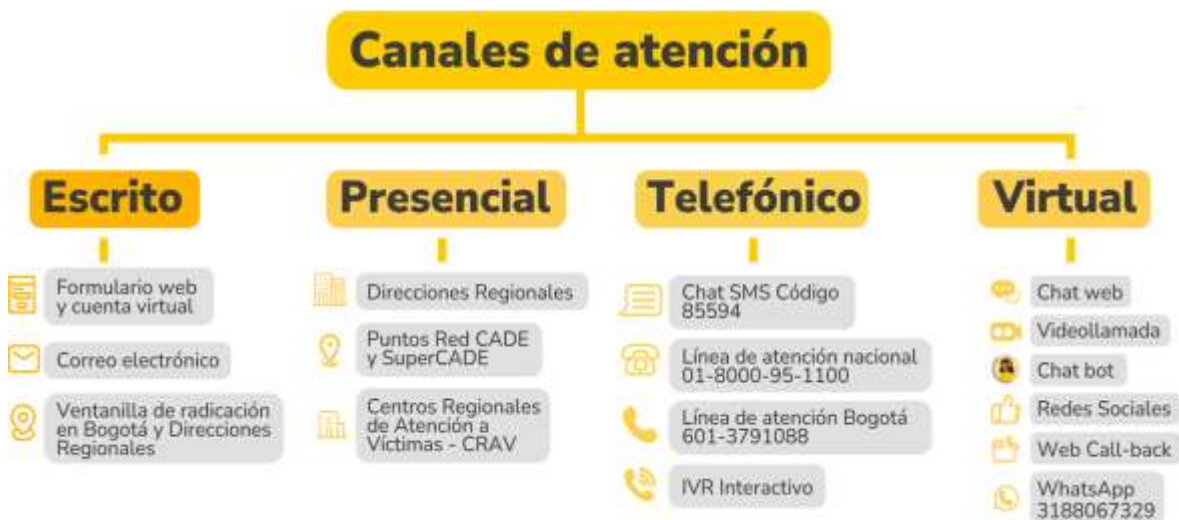 Canales de atención
Escrito
Formulario web
y cuenta virtual
Correo electrónico
Ventanilla de radicación
en Bogotá y Direcciones
Regionales
Presencial
Direcciones Regionales
Puntos Red CADE
y SuperCADE
Centros Regionales
de Atención a
Víctimas - CRAV
Telefónico
Chat SMS Código
85594
Línea de atención nacional
01-8000-95-1100
Línea de atención Bogotá
601-3791088
IVR Interactivo
Virtual
Chat web
Videollamada
Chat bot
Redes Sociales
Web Call-back
WhatsApp
3188067329